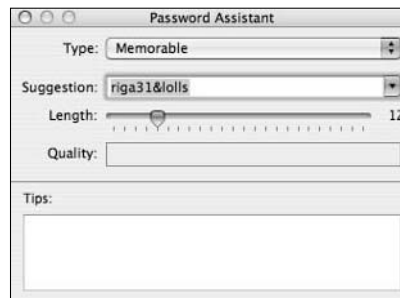 Password Assistant
Type: Memorable
Suggestion: riga31&lolls
Length: 12
Quality:
Tips: